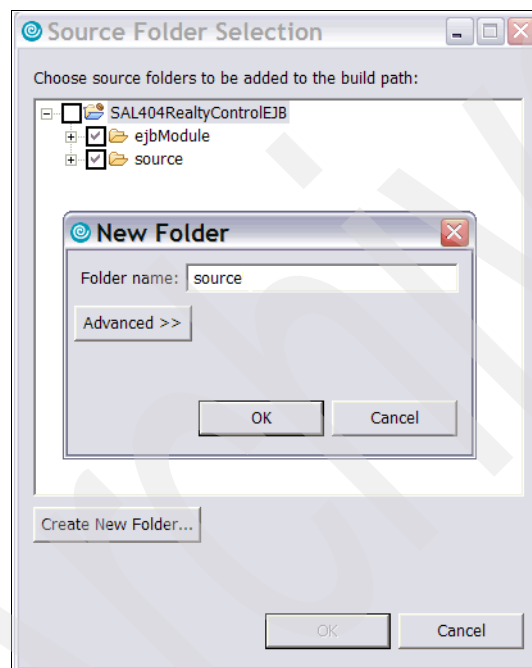 Source Folder Selection
Choose source folders to be added to the build path:
SAL404RealtyControlEJB
ejbModule
source
New Folder
Folder name: source
Advanced >>
OK Cancel
Create New Folder...
OK Cancel